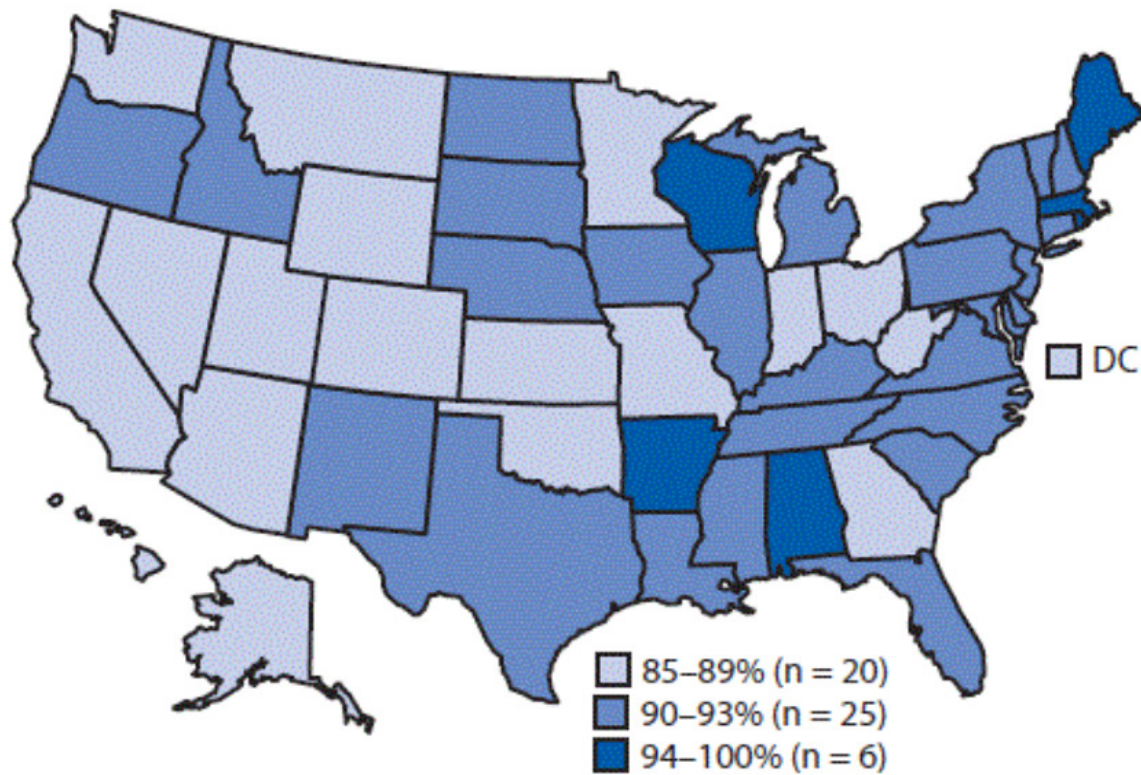 DC
85–89% (n = 20)
90–93% (n = 25)
94–100% (n = 6)